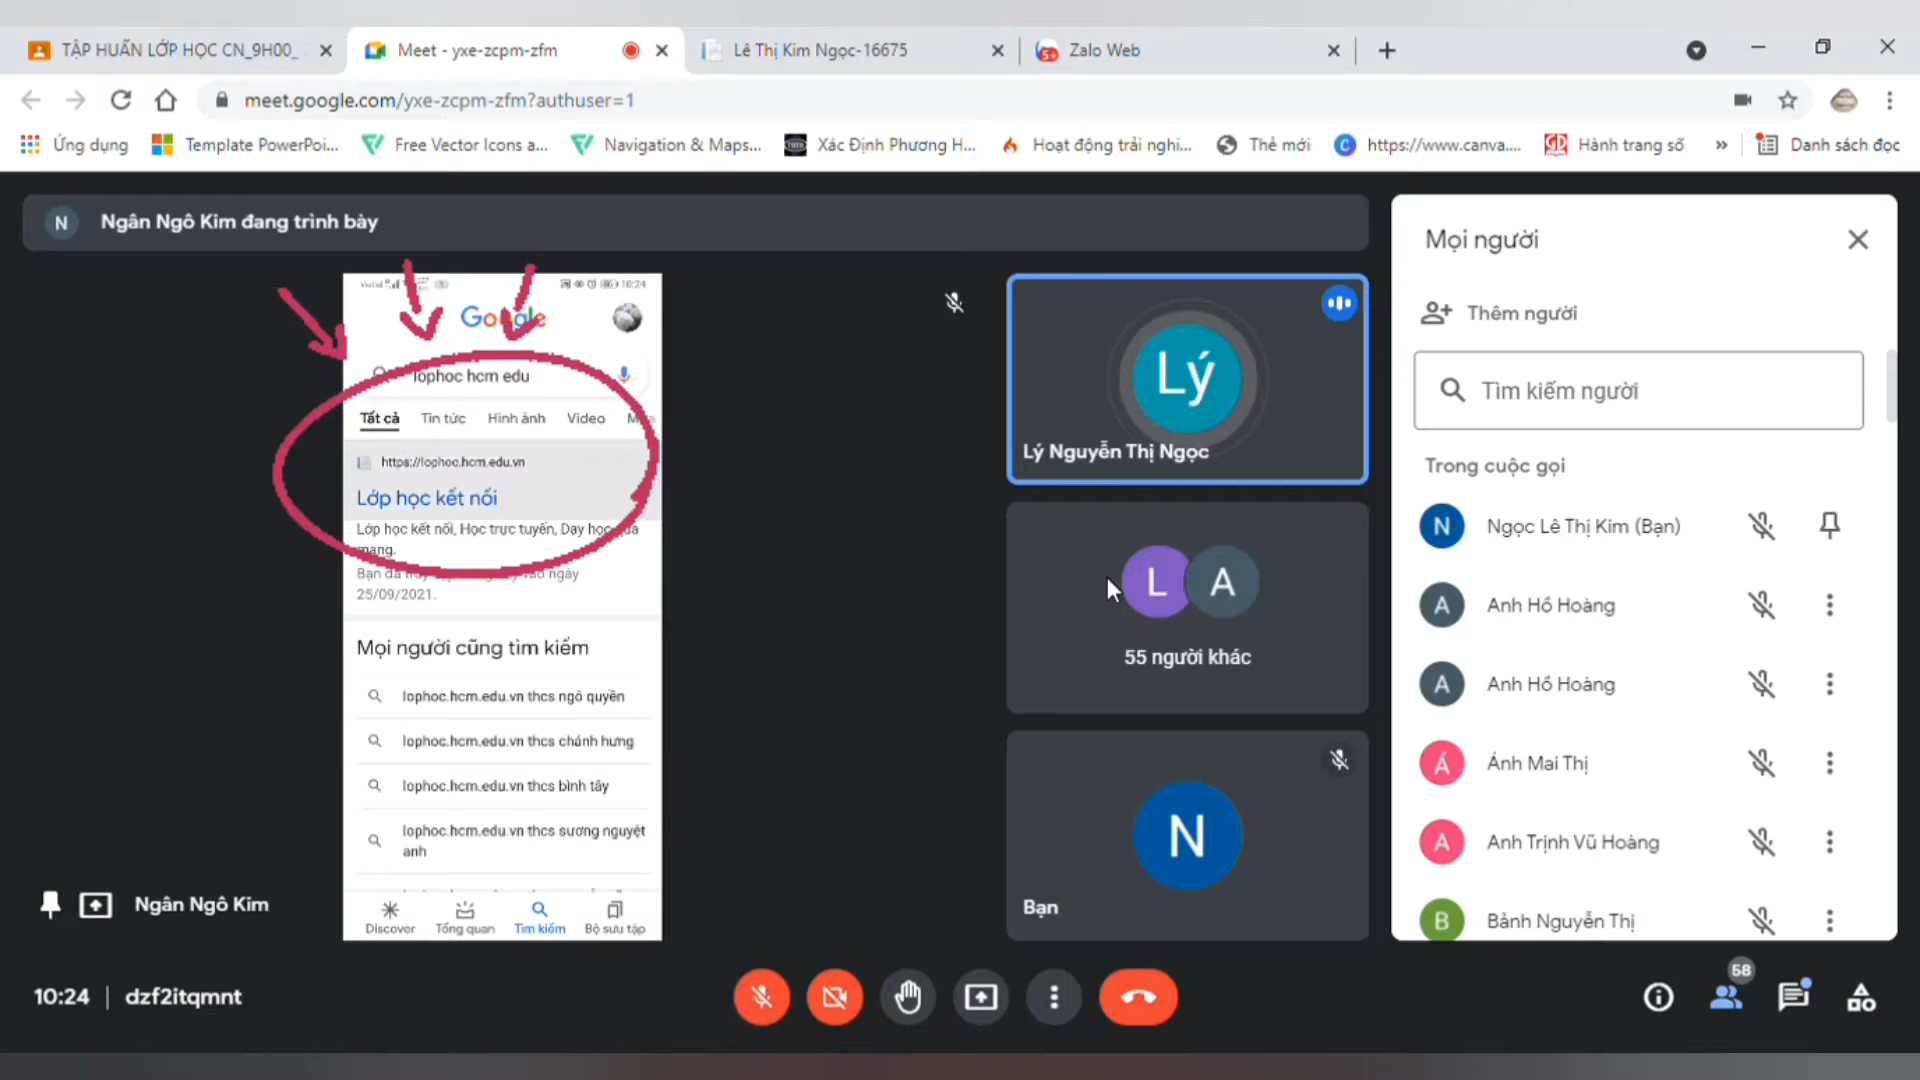 TẬP HUẤN LỚP HỌC CN_9H00_
Meet - yxe-zcpm-zfm
Lê Thị Kim Ngọc-16675
Zalo Web
meet.google.com/yxe-zcpm-zfm?authuser=1
Ứng dụng
Template PowerPoi...
Free Vector Icons a...
Navigation & Maps...
Xác Định Phương H...
Hoạt động trải nghi...
Thẻ mới
https://www.canva....
Hành trang số
»
Danh sách đọc
N
Ngân Ngô Kim đang trình bày
10:24
Google
lophoc hcm edu
Tất cả
Tin tức
Hình ảnh
Video
https://lophoc.hcm.edu.vn
Lớp học kết nối
Lớp học kết nối, Học trực tuyến, Dạy học qua
mạng.
25/09/2021.
Mọi người cũng tìm kiếm
lophoc.hcm.edu.vn thcs ngô quyền
lophoc.hcm.edu.vn thcs chánh hưng
lophoc.hcm.edu.vn thcs bình tây
lophoc.hcm.edu.vn thcs sương nguyệt
anh
Discover
Tổng quan
Tìm kiếm
Bộ sưu tập
Ngân Ngô Kim
Lý
Lý Nguyễn Thị Ngọc
L
A
55 người khác
N
Bạn
Mọi người
Thêm người
Tìm kiếm người
Trong cuộc gọi
N
Ngọc Lê Thị Kim (Bạn)
A
Anh Hồ Hoàng
A
Anh Hồ Hoàng
Á
Ánh Mai Thị
A
Anh Trịnh Vũ Hoàng
B
Bảnh Nguyễn Thị
10:24
dzf2itqmnt
58